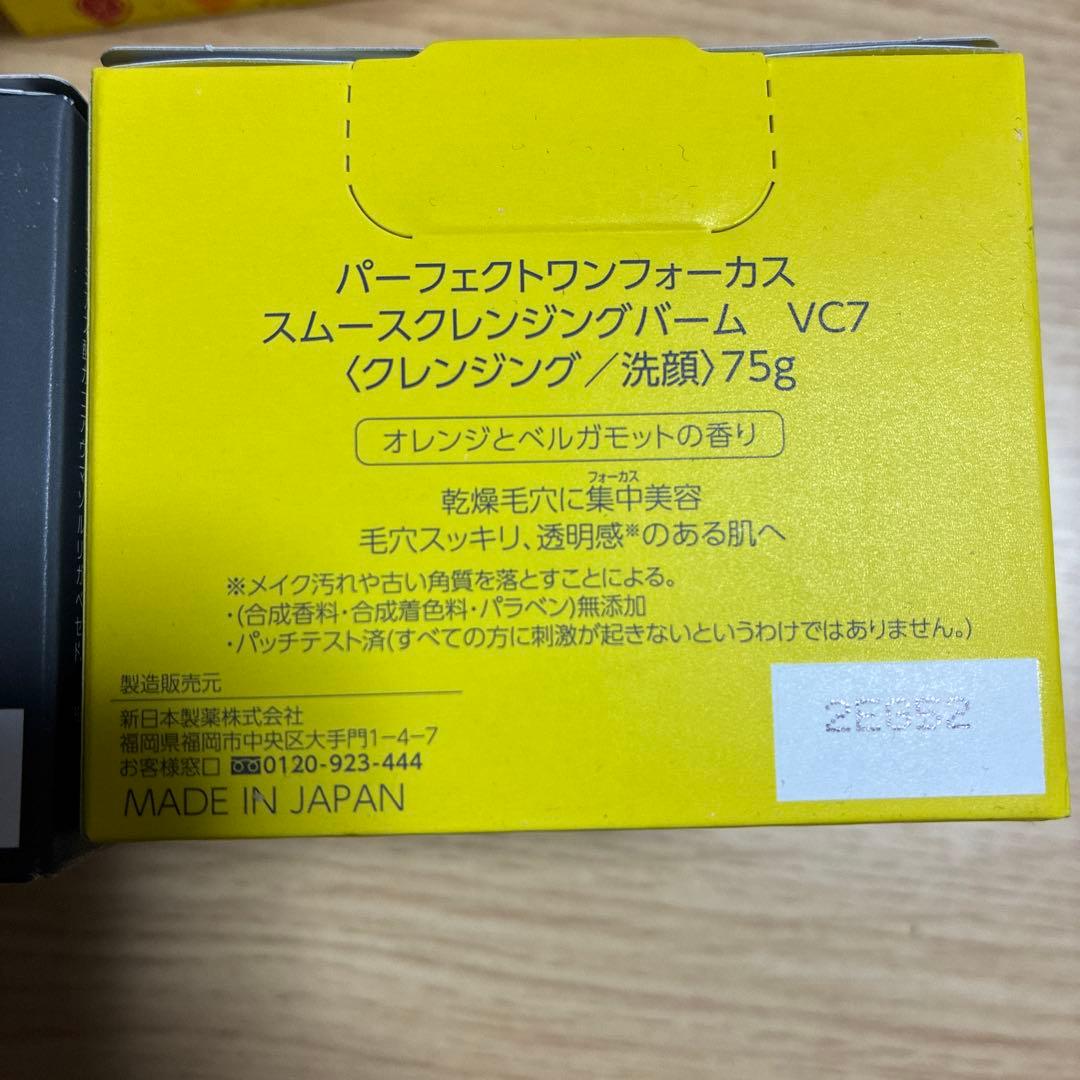 パーフェクトワンフォーカス
スムースクレンジングバーム VC7
〈クレンジング/洗顔〉75g
オレンジとベルガモットの香り
フォーカス
乾燥毛穴に集中美容
毛穴スッキリ、透明感※のある肌へ
※メイク汚れや古い角質を落とすことによる。
・(合成香料・合成着色料・パラベン)無添加
・パッチテスト済(すべての方に刺激が起きないというわけではありません。)
製造販売元
新日本製薬株式会社
福岡県福岡市中央区大手門1-4-7
お客様窓口 0120-923-444
MADE IN JAPAN